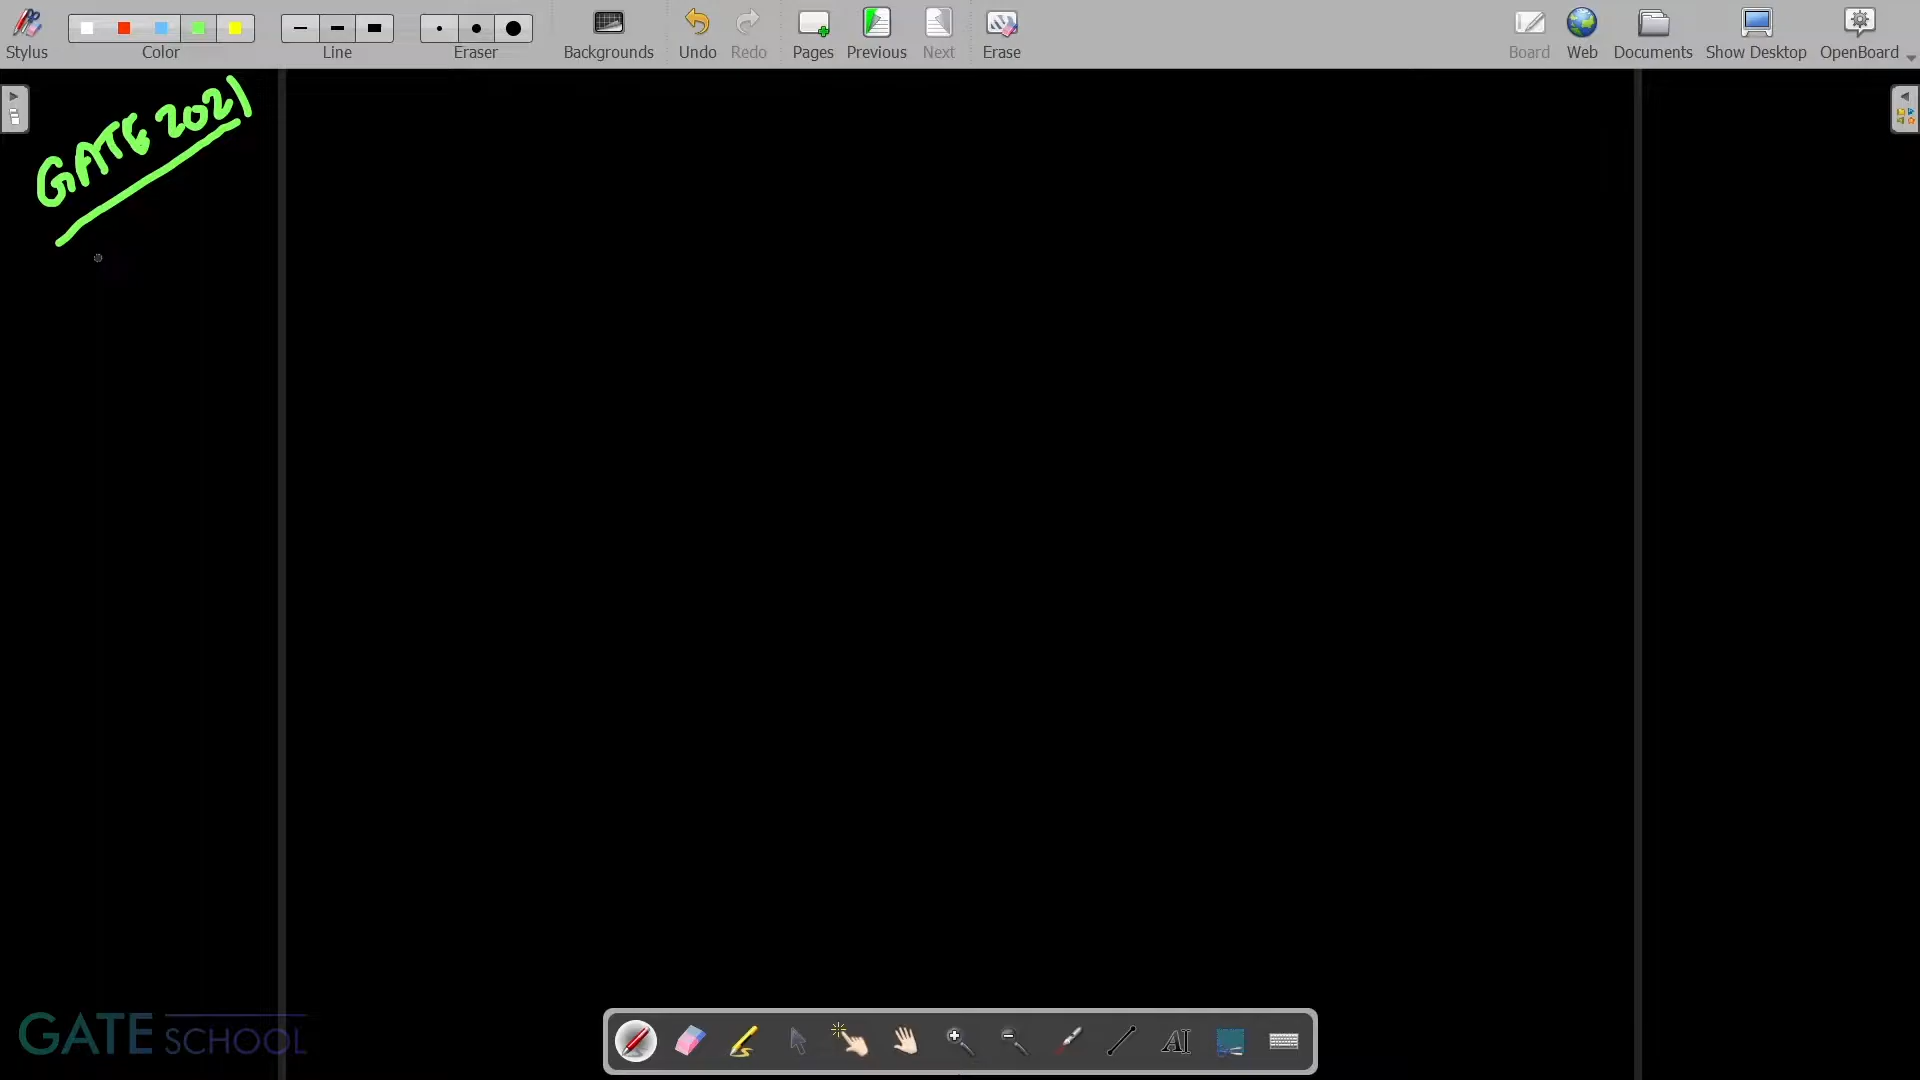 Stylus
Color
Line
Eraser
Backgrounds
Undo
Redo
Pages
Previous
Next
Erase
Board
Web
Documents
Show Desktop
OpenBoard
GATE 2021
GATE SCHOOL
AI